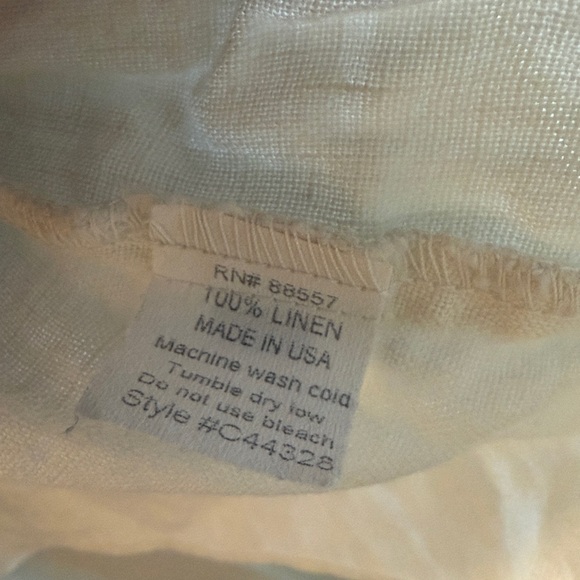 RN# 88557
100% LINEN
MADE IN USA
Machine wash cold
Tumble dry low
Do not use bleach
Style #C44328